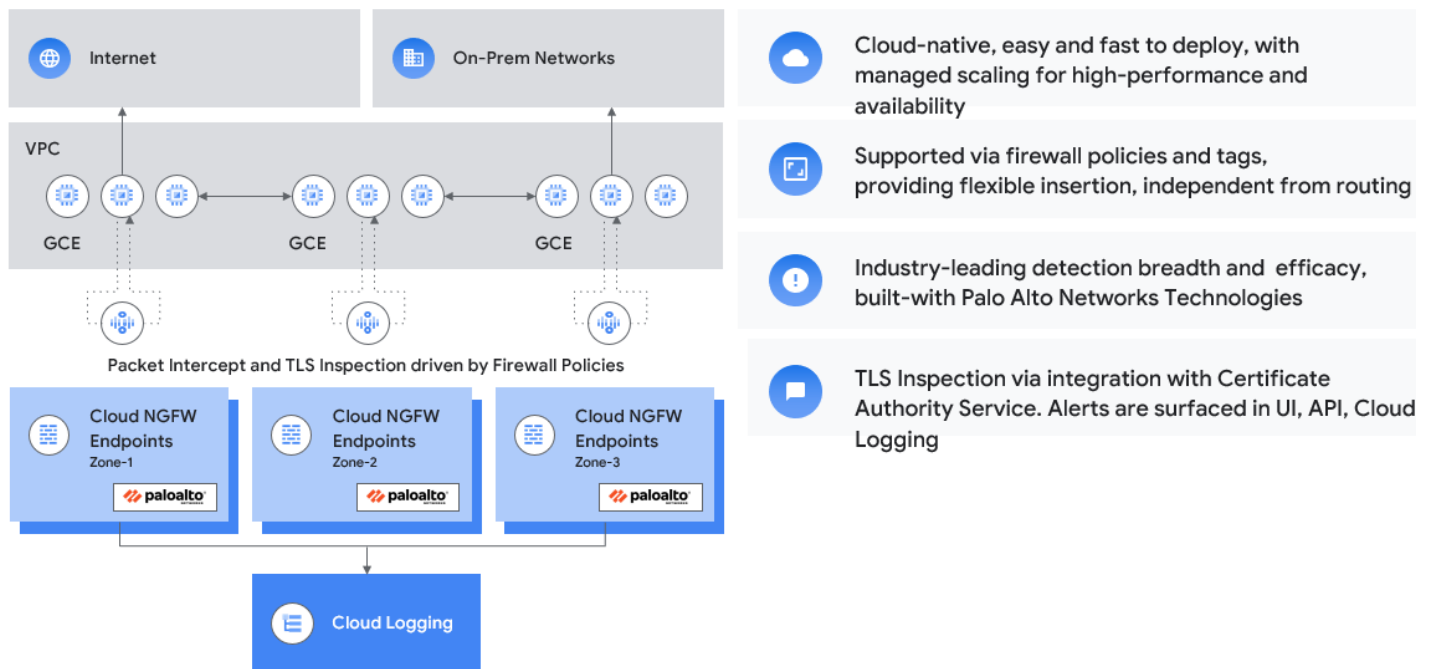 Internet
On-Prem Networks
VPC
GCE
GCE
GCE
Packet Intercept and TLS Inspection driven by Firewall Policies
Cloud NGFW
Endpoints
Zone-1
paloalto
NETWORKS
Cloud NGFW
Endpoints
Zone-2
paloalto
NETWORKS
Cloud NGFW
Endpoints
Zone-3
paloalto
NETWORKS
Cloud Logging
Cloud-native, easy and fast to deploy, with
managed scaling for high-performance and
availability
Supported via firewall policies and tags,
providing flexible insertion, independent from routing
Industry-leading detection breadth and efficacy,
built-with Palo Alto Networks Technologies
TLS Inspection via integration with Certificate
Authority Service. Alerts are surfaced in UI, API, Cloud
Logging